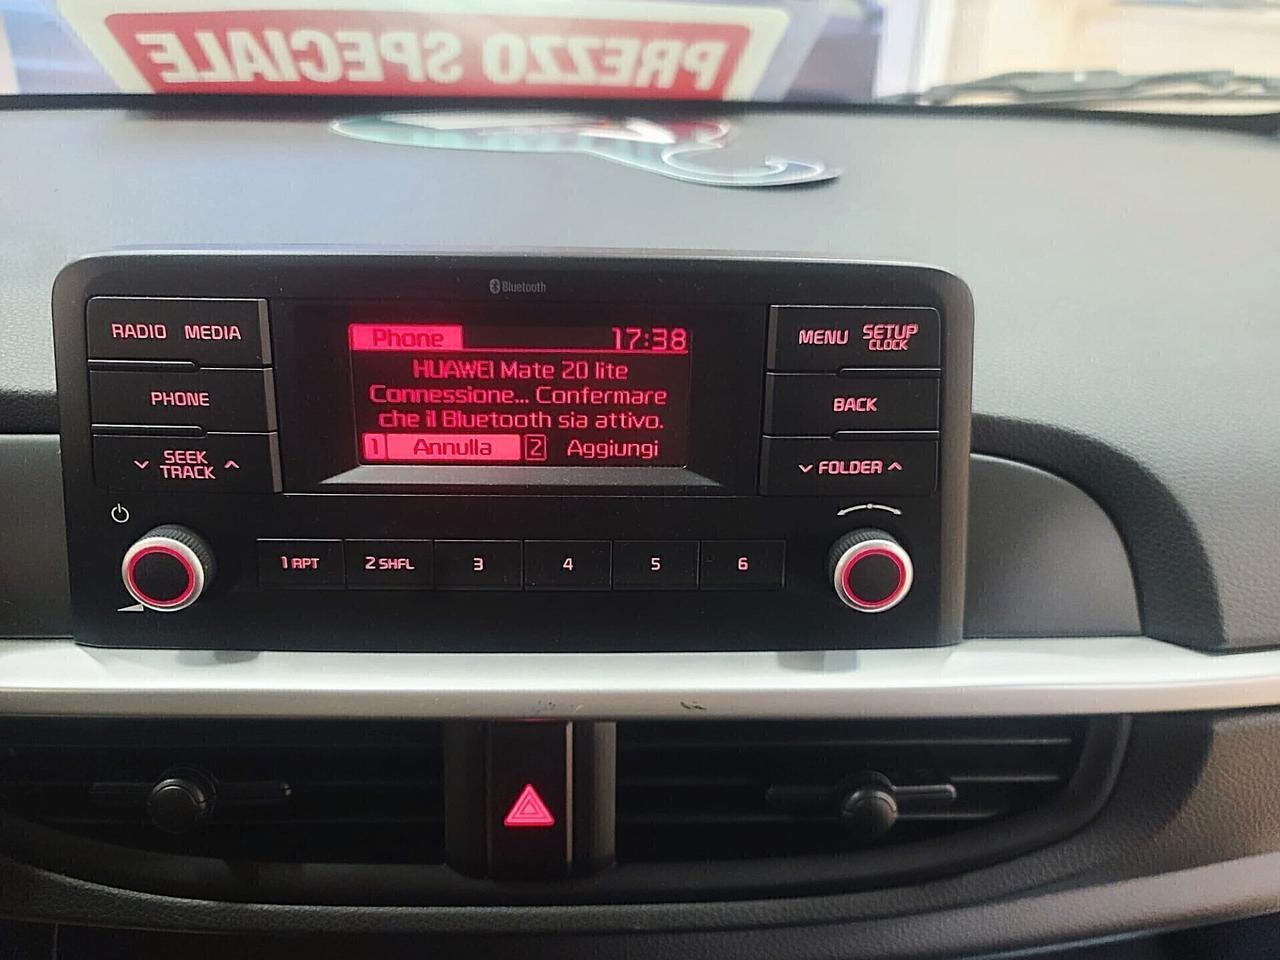 PREZZO SPECIALE
Bluetooth
RADIO MEDIA
PHONE
SEEK
TRACK
Phone 17:38
HUAWEI Mate 20 lite
Connessione... Confermare
che il Bluetooth sia attivo.
1 Annulla 2 Aggiungi
MENU SETUP
CLOCK
BACK
FOLDER
1 RPT 2 SHFL 3 4 5 6